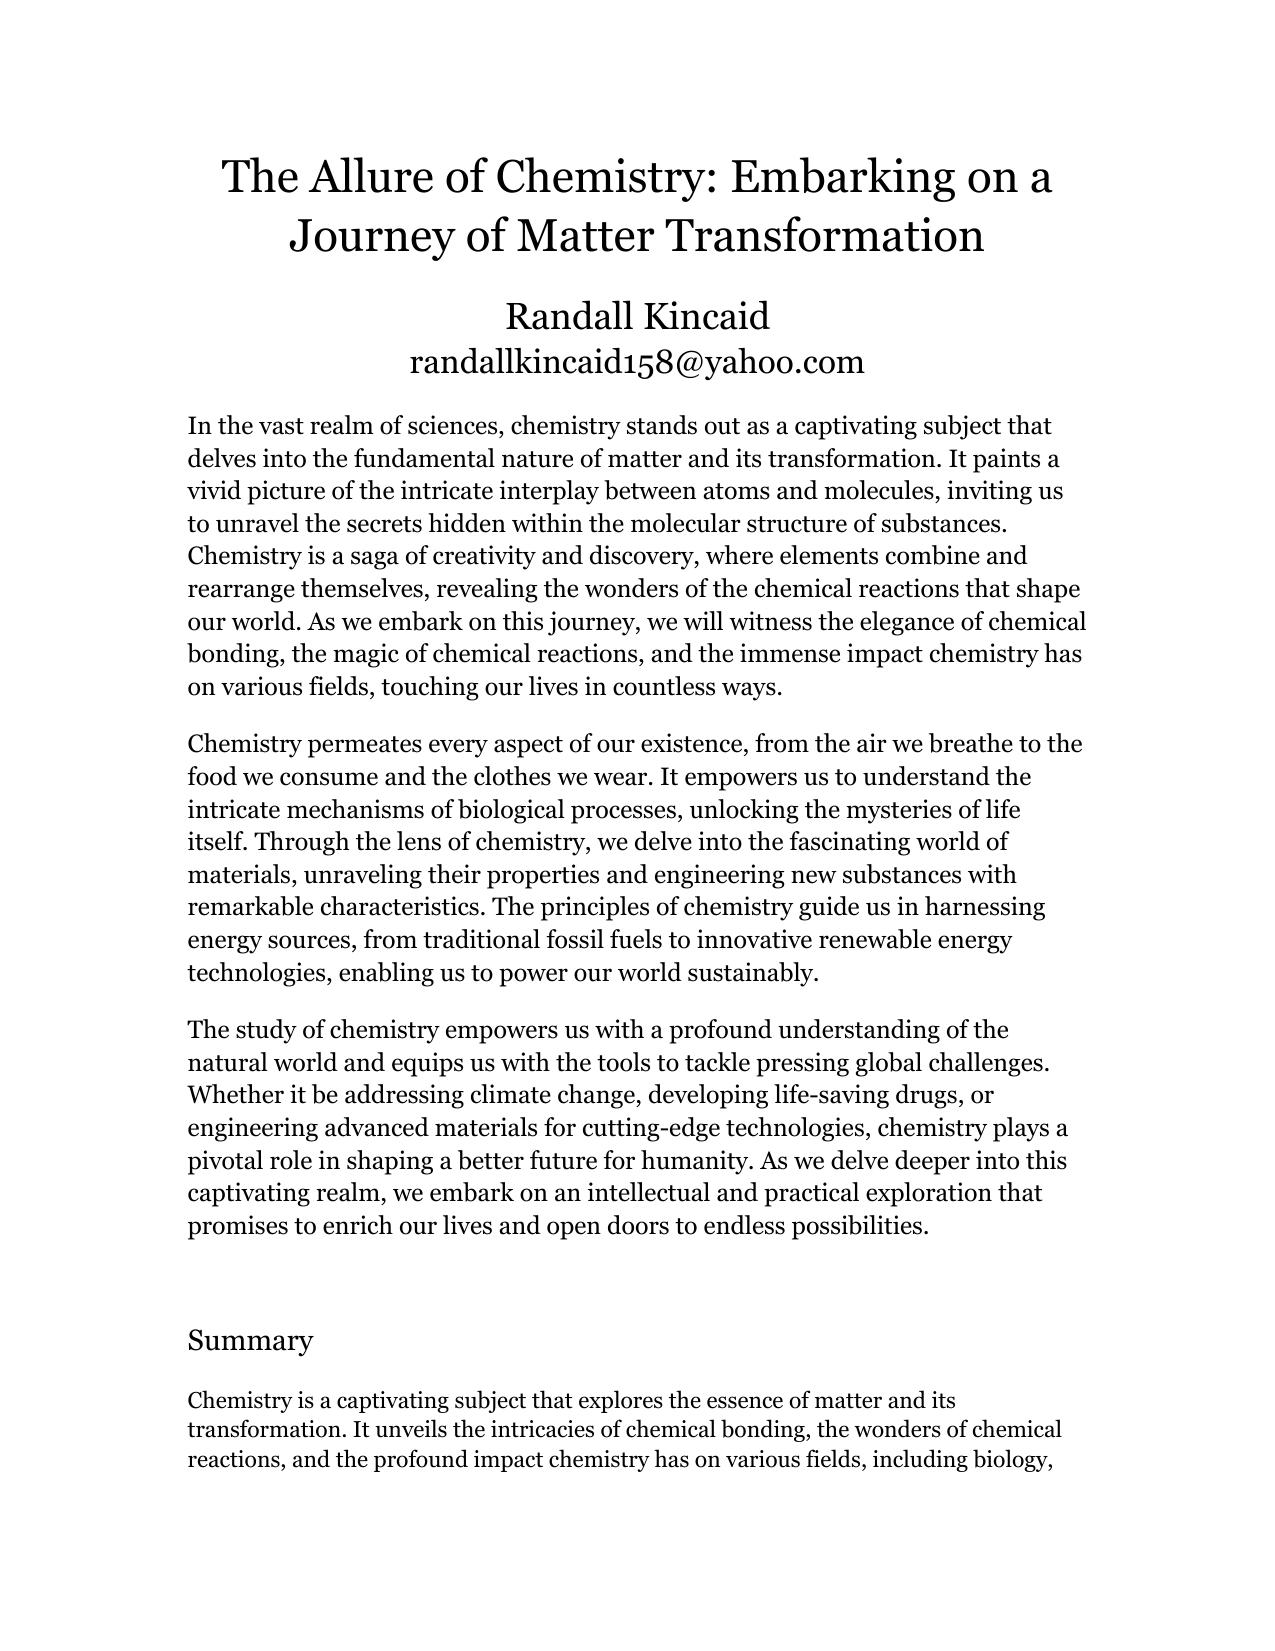 The Allure of Chemistry: Embarking on a
Journey of Matter Transformation
Randall Kincaid
randallkincaid158@yahoo.com
In the vast realm of sciences, chemistry stands out as a captivating subject that
delves into the fundamental nature of matter and its transformation. It paints a
vivid picture of the intricate interplay between atoms and molecules, inviting us
to unravel the secrets hidden within the molecular structure of substances.
Chemistry is a saga of creativity and discovery, where elements combine and
rearrange themselves, revealing the wonders of the chemical reactions that shape
our world. As we embark on this journey, we will witness the elegance of chemical
bonding, the magic of chemical reactions, and the immense impact chemistry has
on various fields, touching our lives in countless ways.
Chemistry permeates every aspect of our existence, from the air we breathe to the
food we consume and the clothes we wear. It empowers us to understand the
intricate mechanisms of biological processes, unlocking the mysteries of life
itself. Through the lens of chemistry, we delve into the fascinating world of
materials, unraveling their properties and engineering new substances with
remarkable characteristics. The principles of chemistry guide us in harnessing
energy sources, from traditional fossil fuels to innovative renewable energy
technologies, enabling us to power our world sustainably.
The study of chemistry empowers us with a profound understanding of the
natural world and equips us with the tools to tackle pressing global challenges.
Whether it be addressing climate change, developing life-saving drugs, or
engineering advanced materials for cutting-edge technologies, chemistry plays a
pivotal role in shaping a better future for humanity. As we delve deeper into this
captivating realm, we embark on an intellectual and practical exploration that
promises to enrich our lives and open doors to endless possibilities.
Summary
Chemistry is a captivating subject that explores the essence of matter and its
transformation. It unveils the intricacies of chemical bonding, the wonders of chemical
reactions, and the profound impact chemistry has on various fields, including biology,